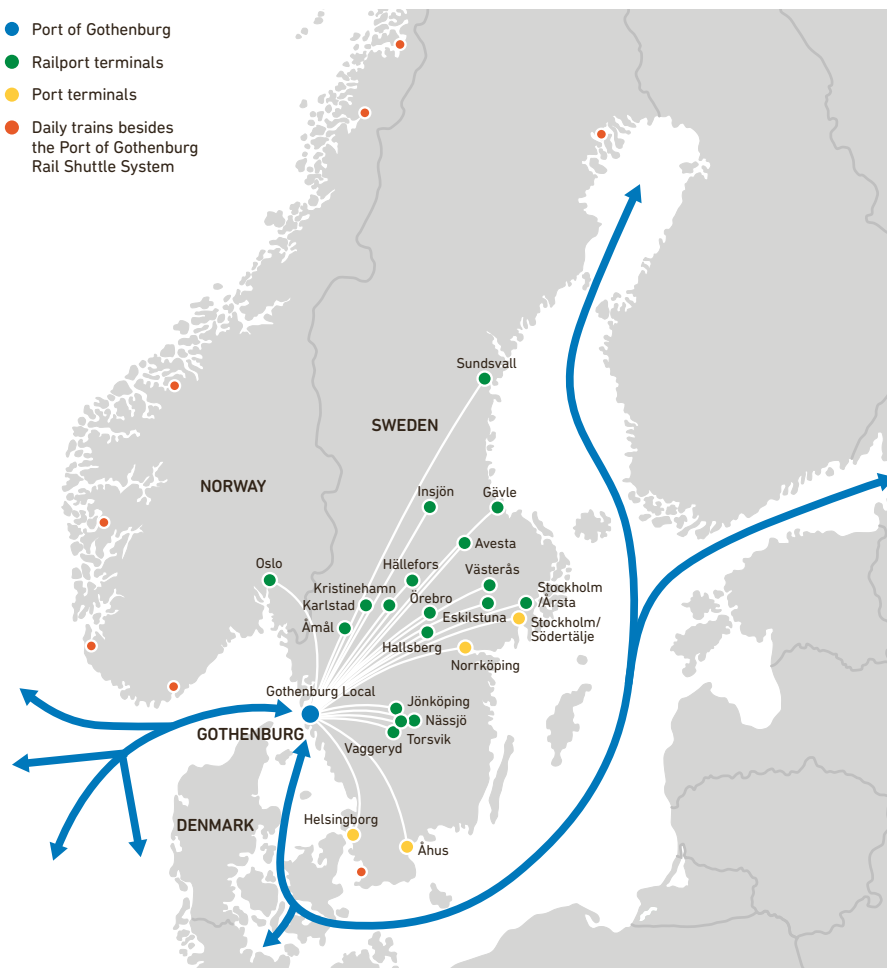 Port of Gothenburg
Railport terminals
Port terminals
Daily trains besides
the Port of Gothenburg
Rail Shuttle System
Sundsvall
SWEDEN
NORWAY
Insjön
Gävle
Avesta
Oslo
Hällefors
Västerås
Kristinehamn
Stockholm
/Årsta
Karlstad
Örebro
Eskilstuna
Stockholm/
Södertälje
Åmål
Hallsberg
Norrköping
Gothenburg Local
Jönköping
Nässjö
GOTHENBURG
Torsvik
Vaggeryd
Helsingborg
DENMARK
Åhus